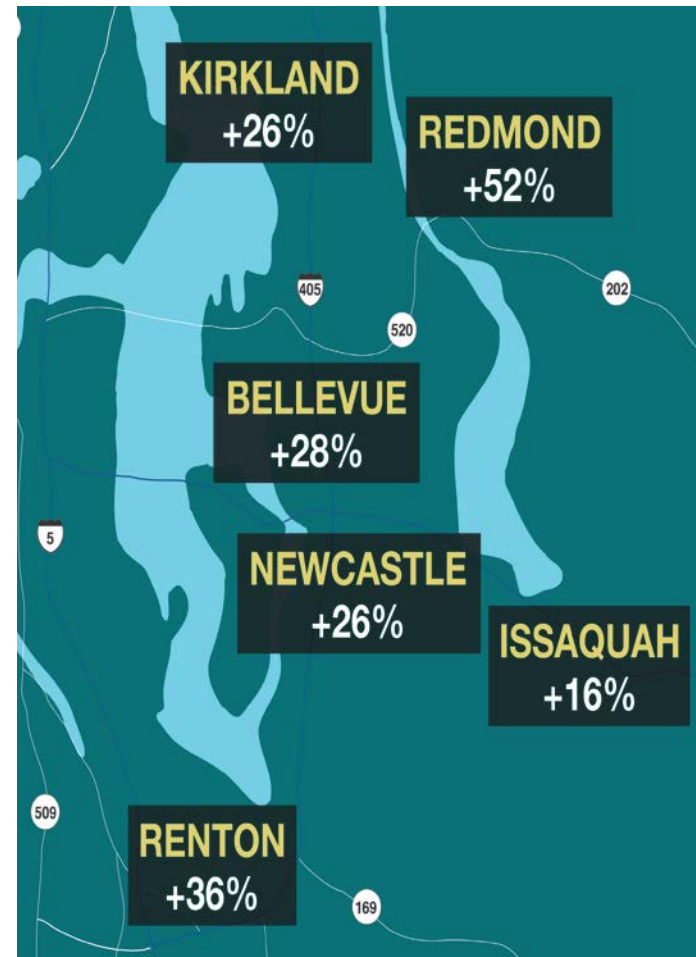 KIRKLAND
+26%
REDMOND
+52%
405
202
520
BELLEVUE
+28%
5
NEWCASTLE
+26%
ISSAQUAH
+16%
509
RENTON
+36%
169